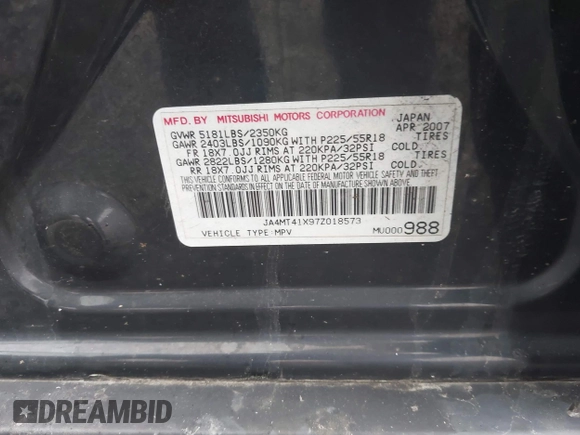 MFD. BY MITSUBISHI MOTORS CORPORATION JAPAN
GVWR 5181LBS/2350KG APR 2007
GAWR 2403LBS/1090KG WITH P225/55R18 TIRES
FR 18X7.0JJ RIMS AT 220KPA/32PSI COLD
GAWR 2822LBS/1280KG WITH P225/55R18 TIRES
RR 18X7.0JJ RIMS AT 220KPA/32PSI COLD
THIS VEHICLE CONFORMS TO ALL APPLICABLE FEDERAL MOTOR VEHICLE SAFETY AND THEFT
PREVENTION STANDARDS IN EFFECT ON THE DATE OF MANUFACTURE SHOWN ABOVE.
JA4MT41X97Z018573
VEHICLE TYPE:MPV MU000988
DREAMBID